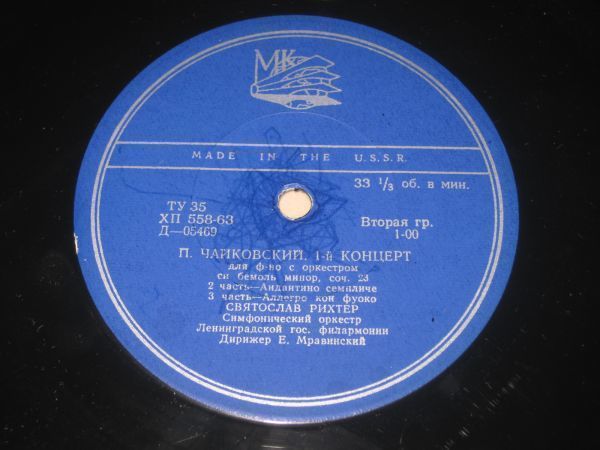 МК
MADE IN THE U.S.S.R.
33 1/3 об. в мин.
ТУ 35
ХП 558-63
Д—05469
Вторая гр.
1-00
П. ЧАЙКОВСКИЙ. 1-й КОНЦЕРТ
для ф-но с оркестром
си бемоль минор, соч. 23
2 часть—Андантино семпличе
3 часть—Аллегро кон фуоко
СВЯТОСЛАВ РИХТЕР
Симфонический оркестр
Ленинградской гос. филармонии
Дирижер Е. Мравинский